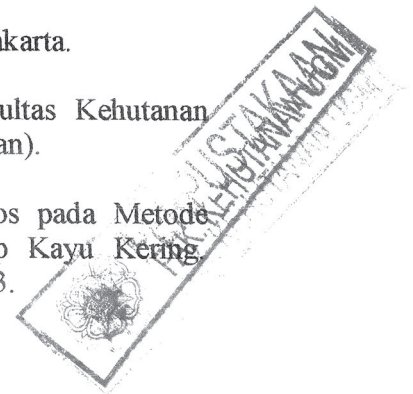 akarta.
ultas Kehutanan
an).
os pada Metode
p Kayu Kering.
3.